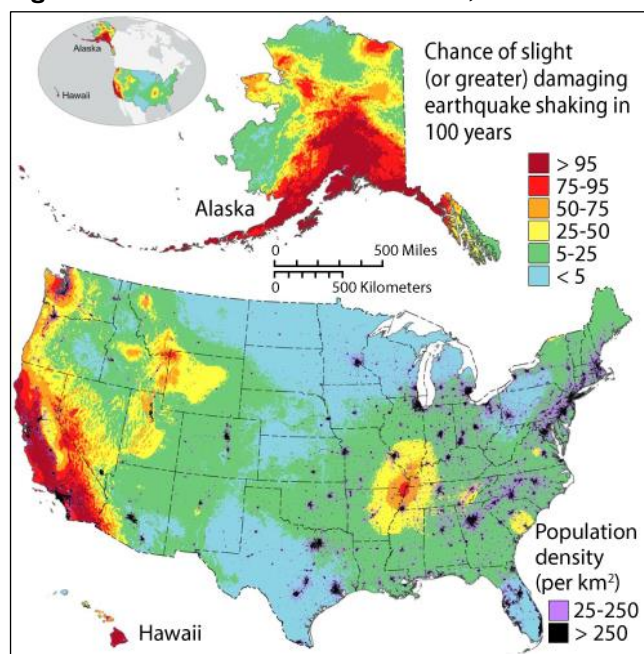 Alaska
Hawaii
Chance of slight
(or greater) damaging
earthquake shaking in
100 years
> 95
75-95
50-75
25-50
5-25
< 5
Alaska
0 500 Miles
0 500 Kilometers
Population
density
(per km²)
25-250
> 250
Hawaii